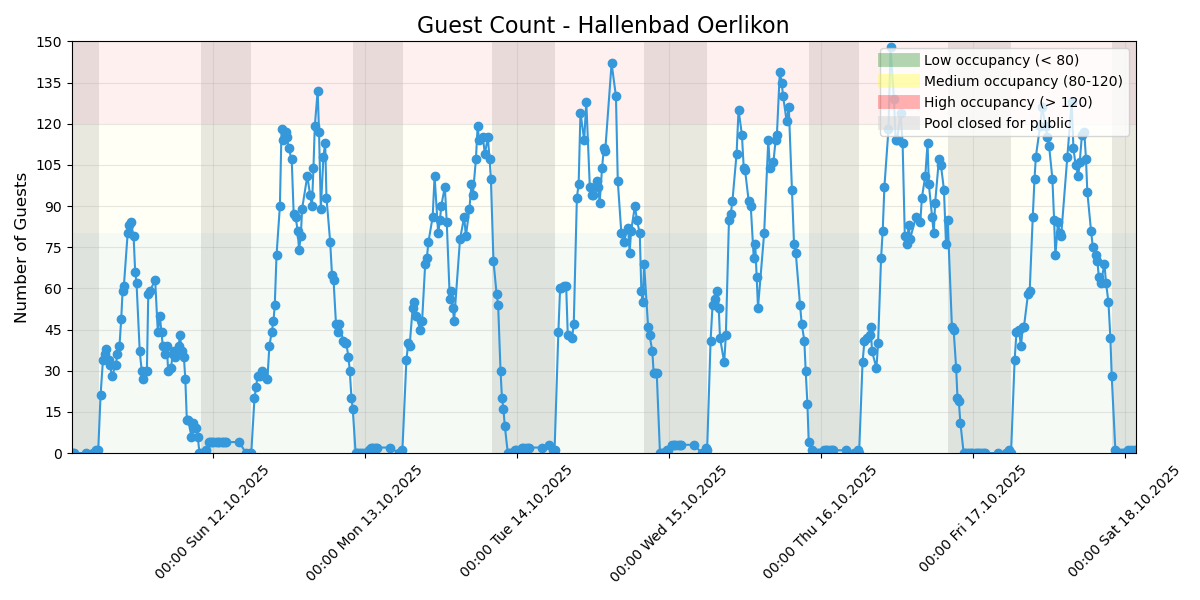 Guest Count - Hallenbad Oerlikon
Number of Guests
150
135
120
105
90
75
60
45
30
15
0
Low occupancy (< 80)
Medium occupancy (80-120)
High occupancy (> 120)
Pool closed for public
00:00 Sun 12.10.2025
00:00 Mon 13.10.2025
00:00 Tue 14.10.2025
00:00 Wed 15.10.2025
00:00 Thu 16.10.2025
00:00 Fri 17.10.2025
00:00 Sat 18.10.2025